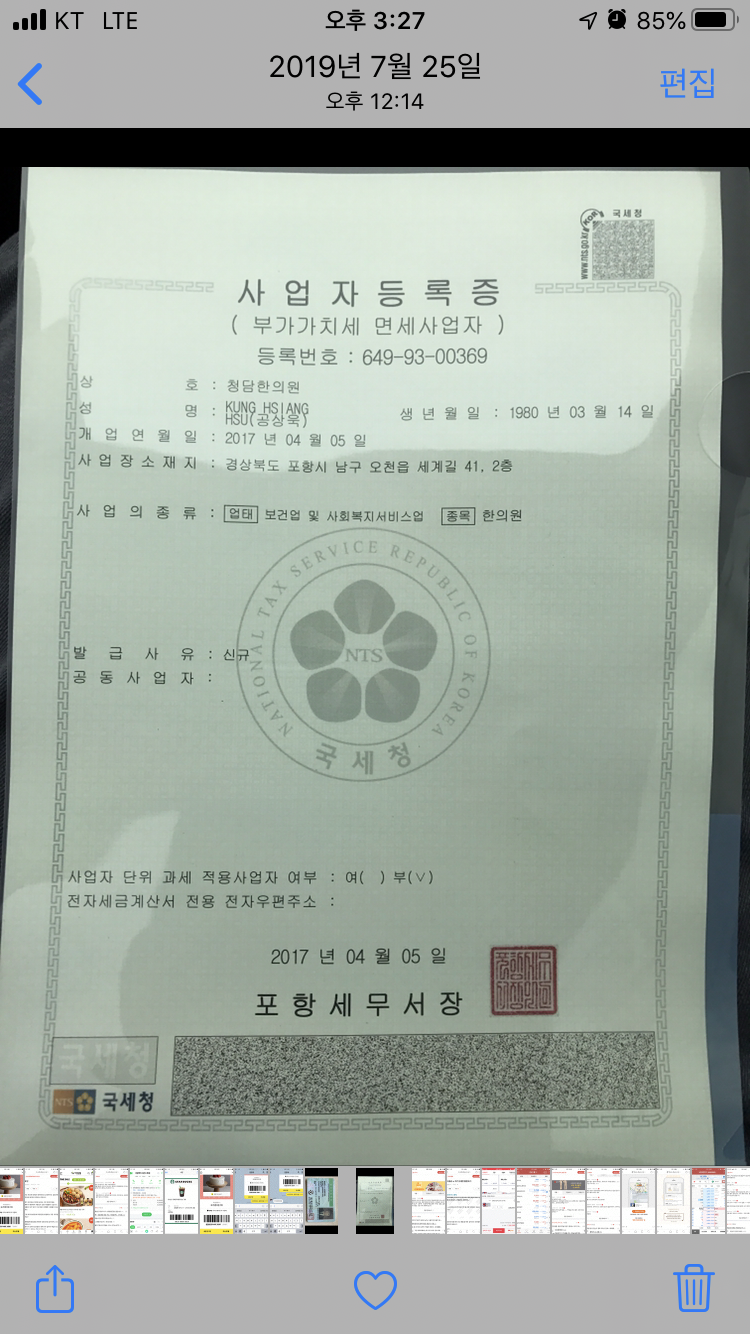 KT LTE 오후 3:27 85%
2019년 7월 25일
오후 12:14
편집
국세청
www.nts.go.kr
사업자등록증
( 부가가치세 면세사업자 )
등록번호 : 649-93-00369
상 호 : 청담한의원
성 명 : KUNG HSIANG HSU(공상욱) 생년월일 : 1980 년 03 월 14 일
개업연월일 : 2017 년 04 월 05 일
사업장소재지 : 경상북도 포항시 남구 오천읍 세계길 41, 2층
사업의종류 : 업태 보건업 및 사회복지서비스업 종목 한의원
NATIONAL TAX SERVICE REPUBLIC OF KOREA
NTS
국세청
발급사유 : 신규
공동사업자 :
사업자 단위 과세 적용사업자 여부 : 여( ) 부(∨)
전자세금계산서 전용 전자우편주소 :
2017 년 04 월 05 일
포항세무서장
국세청
NTS 국세청